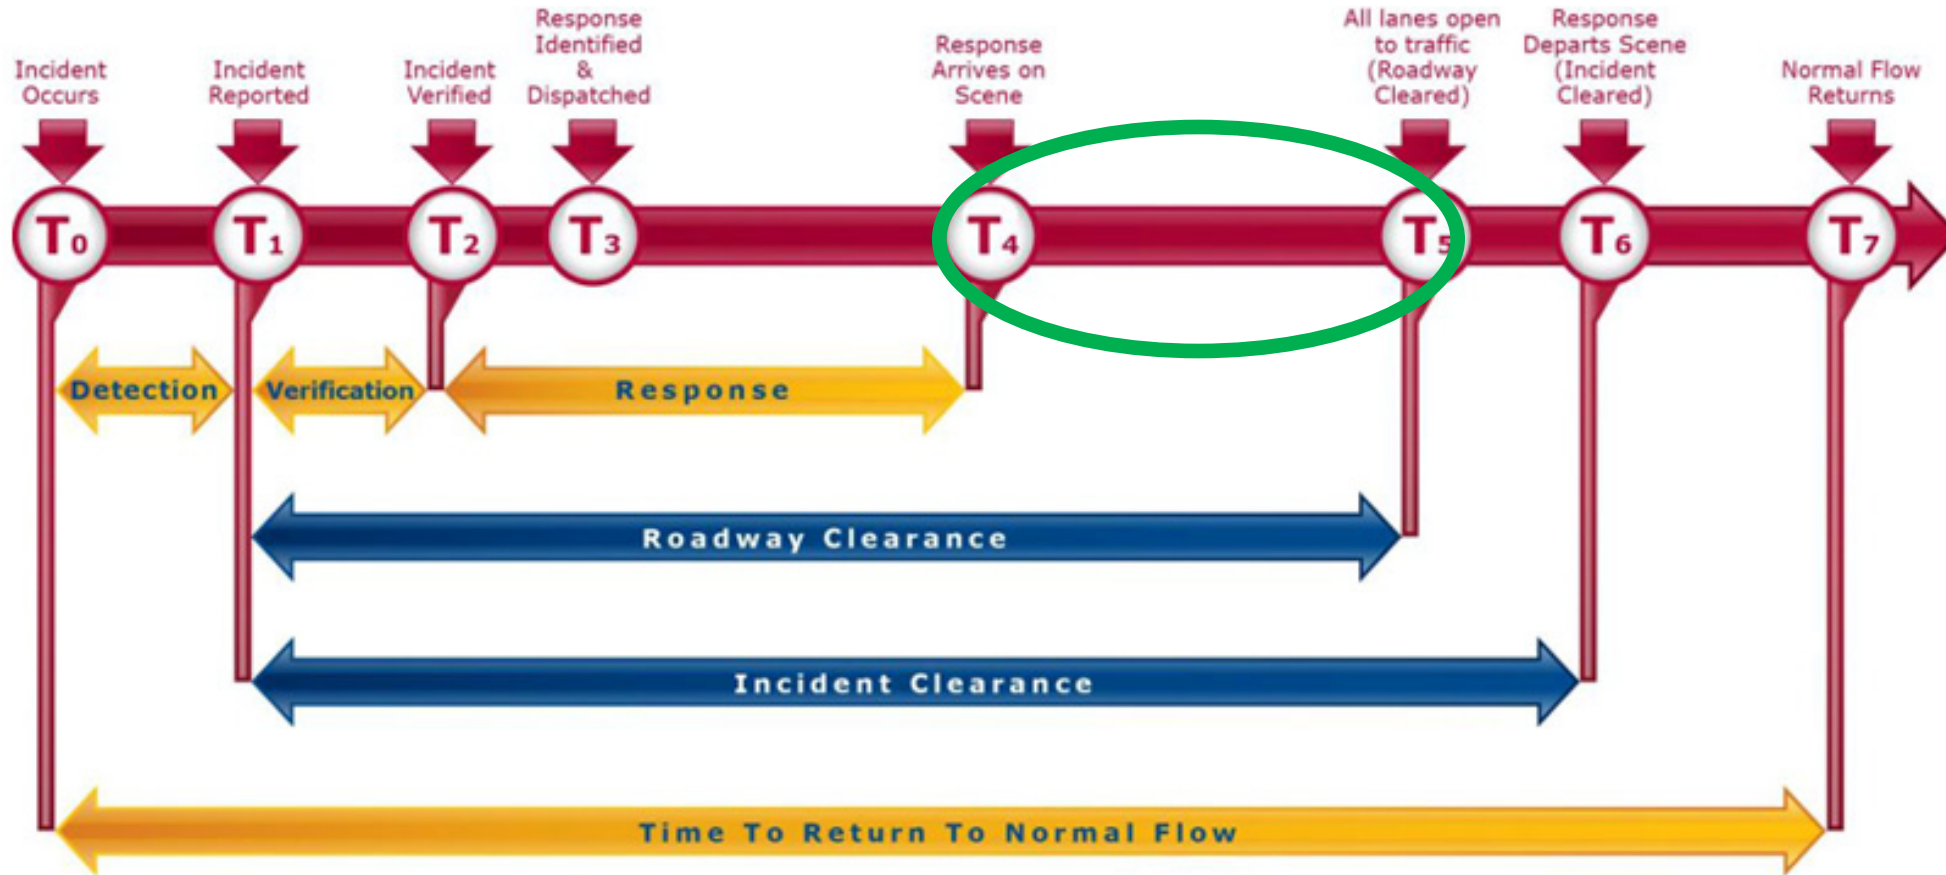 Incident
Occurs
Incident
Reported
Incident
Verified
Response
Identified
&
Dispatched
Response
Arrives on
Scene
All lanes open
to traffic
(Roadway
Cleared)
Response
Departs Scene
(Incident
Cleared)
Normal Flow
Returns
T0
T1
T2
T3
T4
T5
T6
T7
Detection
Verification
Response
Roadway Clearance
Incident Clearance
Time To Return To Normal Flow